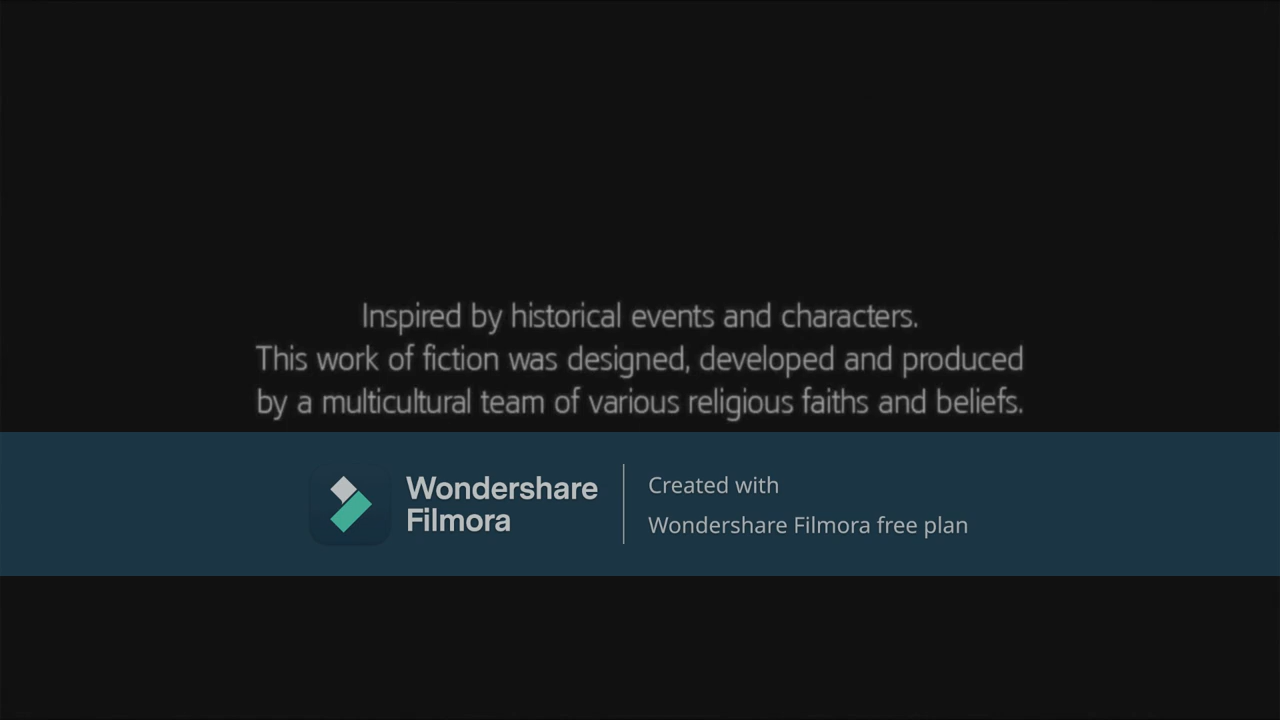 Inspired by historical events and characters.
This work of fiction was designed, developed and produced
by a multicultural team of various religious faiths and beliefs.
Wondershare
Filmora
Created with
Wondershare Filmora free plan